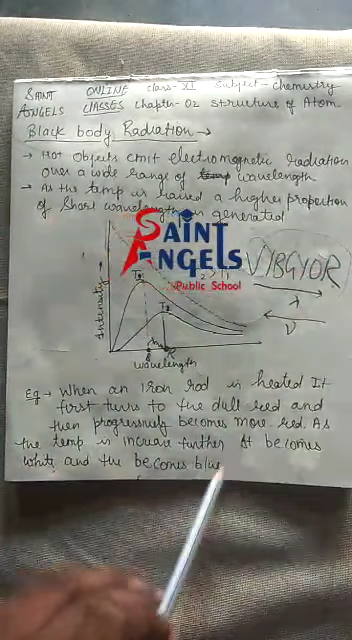 SAINT ONLINE class-XI Subject-Chemistry
ANGELS CLASSES Chapter-02 Structure of Atom
Black body Radiation →
→ Hot objects emit electromagnetic radiation
over a wide range of temp wavelength
→ As the temp is raised a higher proportion
of Short wavelength generated
SAINT
ANGELS
Public School
VIBGYOR
λ
ν
Intensity →
wavelength
Eg → When an Iron rod is heated It
first turns to the dull red and
then progressively becomes more red. As
the temp is increase further It becomes
white and the becomes blue